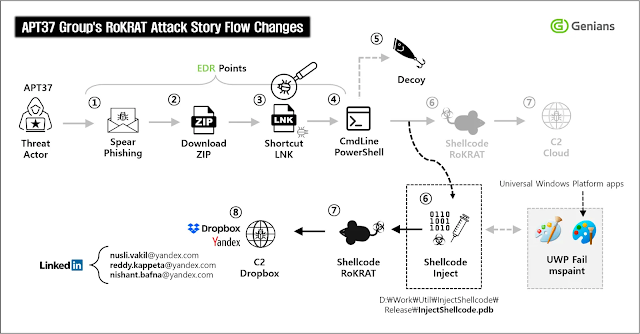 APT37 Group's RoKRAT Attack Story Flow Changes
Genians
EDR Points
APT37
Threat
Actor
①
Spear
Phishing
②
ZIP
Download
ZIP
③
LNK
Shortcut
LNK
④
CmdLine
PowerShell
⑤
Decoy
⑥
Shellcode
RoKRAT
⑦
C2
Cloud
Universal Windows Platform apps
UWP Fail
mspaint
⑥
0110
1001
1010
Shellcode
Inject
D:₩Work₩Util₩InjectShellcode₩
Release₩InjectShellcode.pdb
⑦
Shellcode
RoKRAT
⑧
Dropbox
Yandex
C2
Dropbox
LinkedIn
nusli.vakil@yandex.com
reddy.kappeta@yandex.com
nishant.bafna@yandex.com